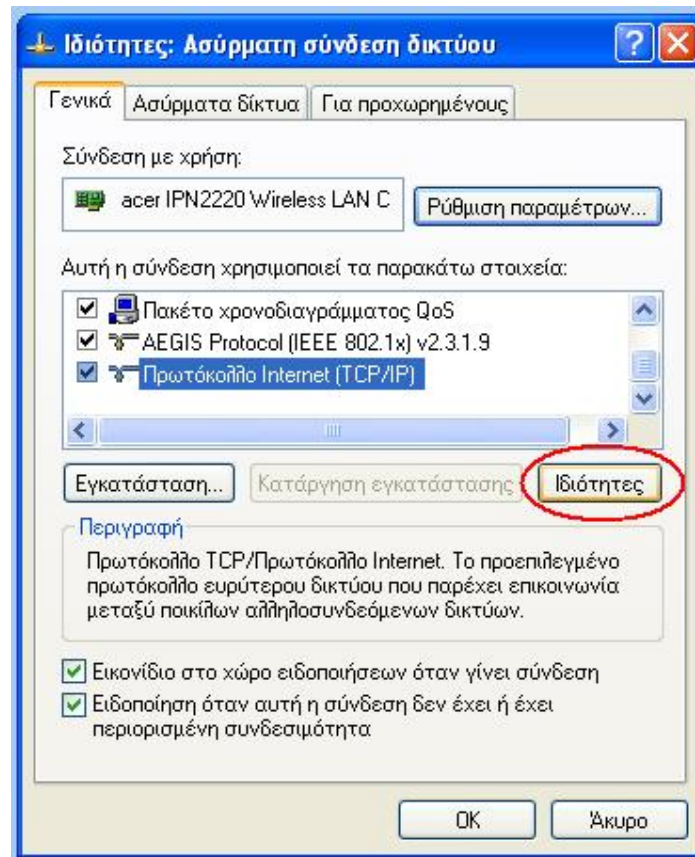 Ιδιότητες: Ασύρματη σύνδεση δικτύου
Γενικά Ασύρματα δίκτυα Για προχωρημένους
Σύνδεση με χρήση:
acer IPN2220 Wireless LAN C Ρύθμιση παραμέτρων...
Αυτή η σύνδεση χρησιμοποιεί τα παρακάτω στοιχεία:
Πακέτο χρονοδιαγράμματος QoS
AEGIS Protocol (IEEE 802.1x) v2.3.1.9
Πρωτόκολλο Internet (TCP/IP)
Εγκατάσταση... Κατάργηση εγκατάστασης Ιδιότητες
Περιγραφή
Πρωτόκολλο TCP/Πρωτόκολλο Internet. Το προεπιλεγμένο
πρωτόκολλο ευρύτερου δικτύου που παρέχει επικοινωνία
μεταξύ ποικίλων αλληλοσυνδεόμενων δικτύων.
Εικονίδιο στο χώρο ειδοποιήσεων όταν γίνει σύνδεση
Ειδοποίηση όταν αυτή η σύνδεση δεν έχει ή έχει
περιορισμένη συνδεσιμότητα
OK Άκυρο